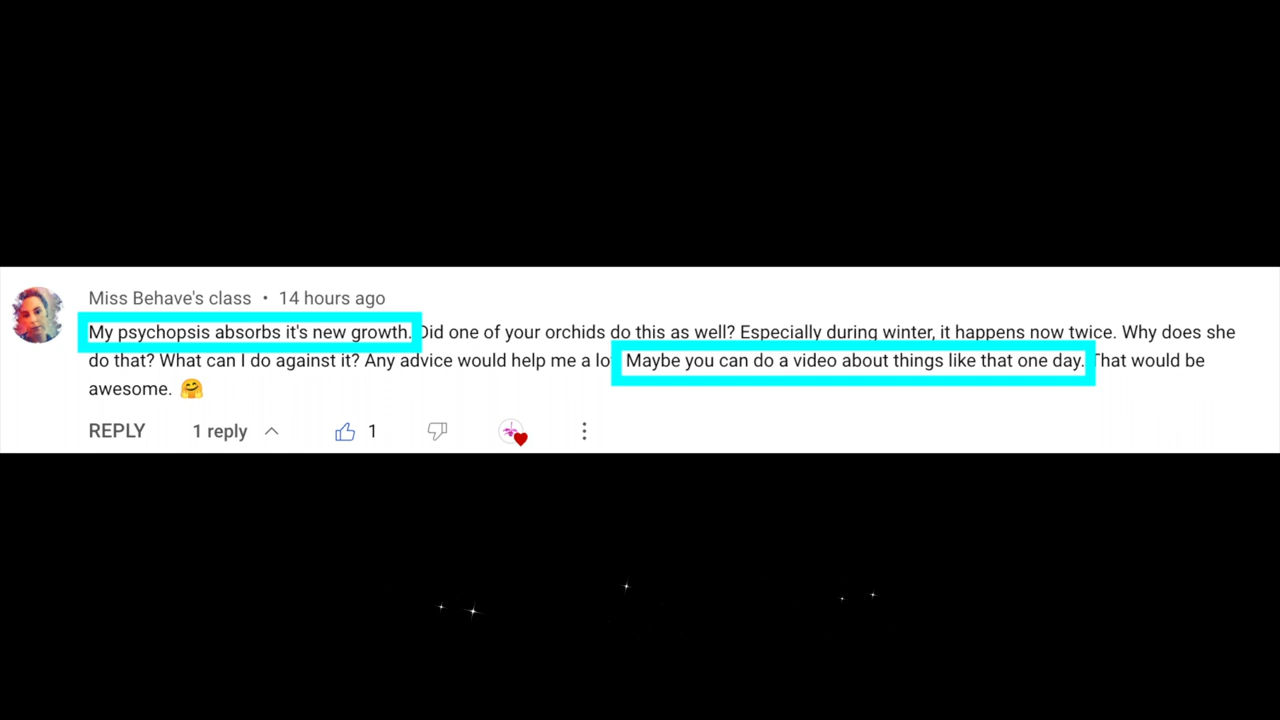 Miss Behave's class • 14 hours ago
My psychopsis absorbs it's new growth. Did one of your orchids do this as well? Especially during winter, it happens now twice. Why does she
do that? What can I do against it? Any advice would help me a lo Maybe you can do a video about things like that one day. That would be
awesome. 🤗
REPLY 1 reply 1